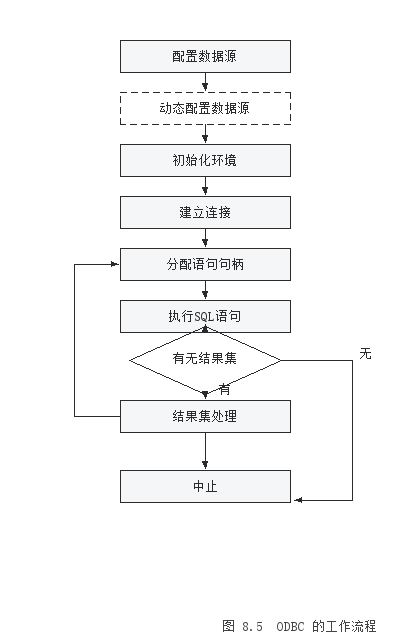 配置数据源
动态配置数据源
初始化环境
建立连接
分配语句句柄
执行SQL语句
有无结果集
无
有
结果集处理
中止
图 8.5 ODBC 的工作流程